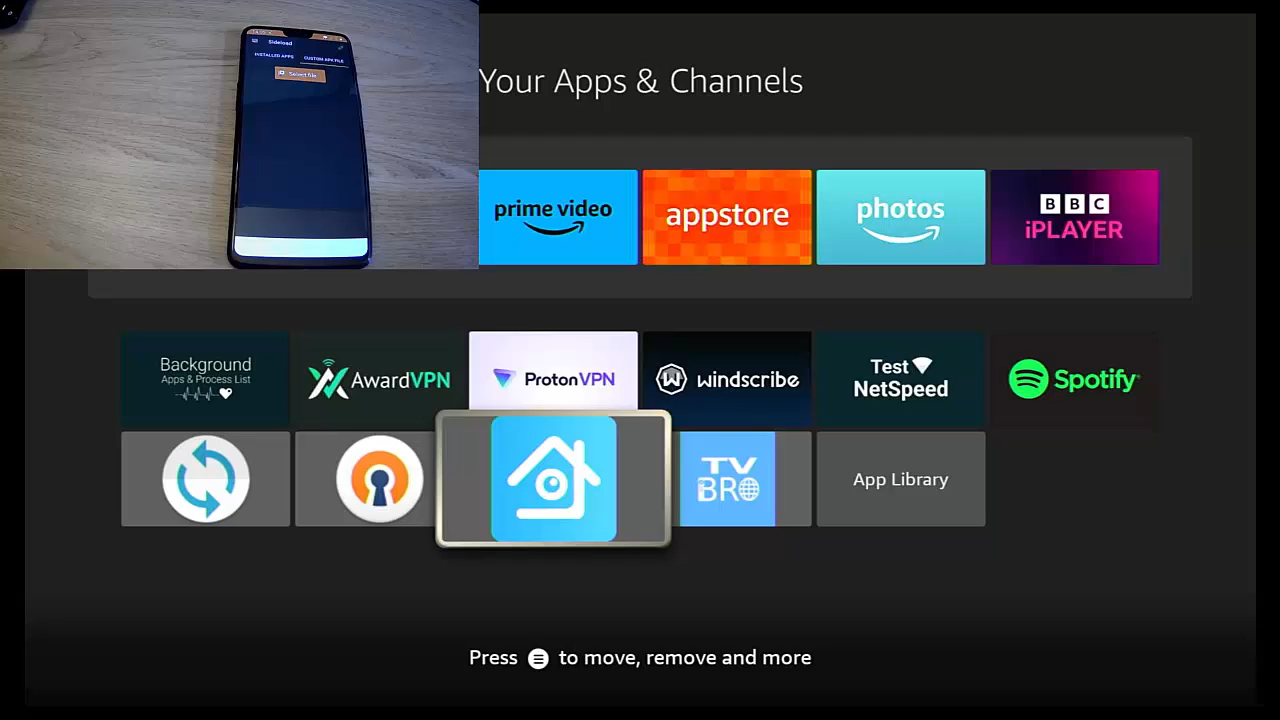 Sideload
INSTALLED APPS
CUSTOM APK FILE
Select file
Your Apps & Channels
prime video
appstore
photos
BBC
iPLAYER
Background
Apps & Process List
AwardVPN
ProtonVPN
windscribe
Test
NetSpeed
Spotify
TV
BRO
App Library
Press to move, remove and more